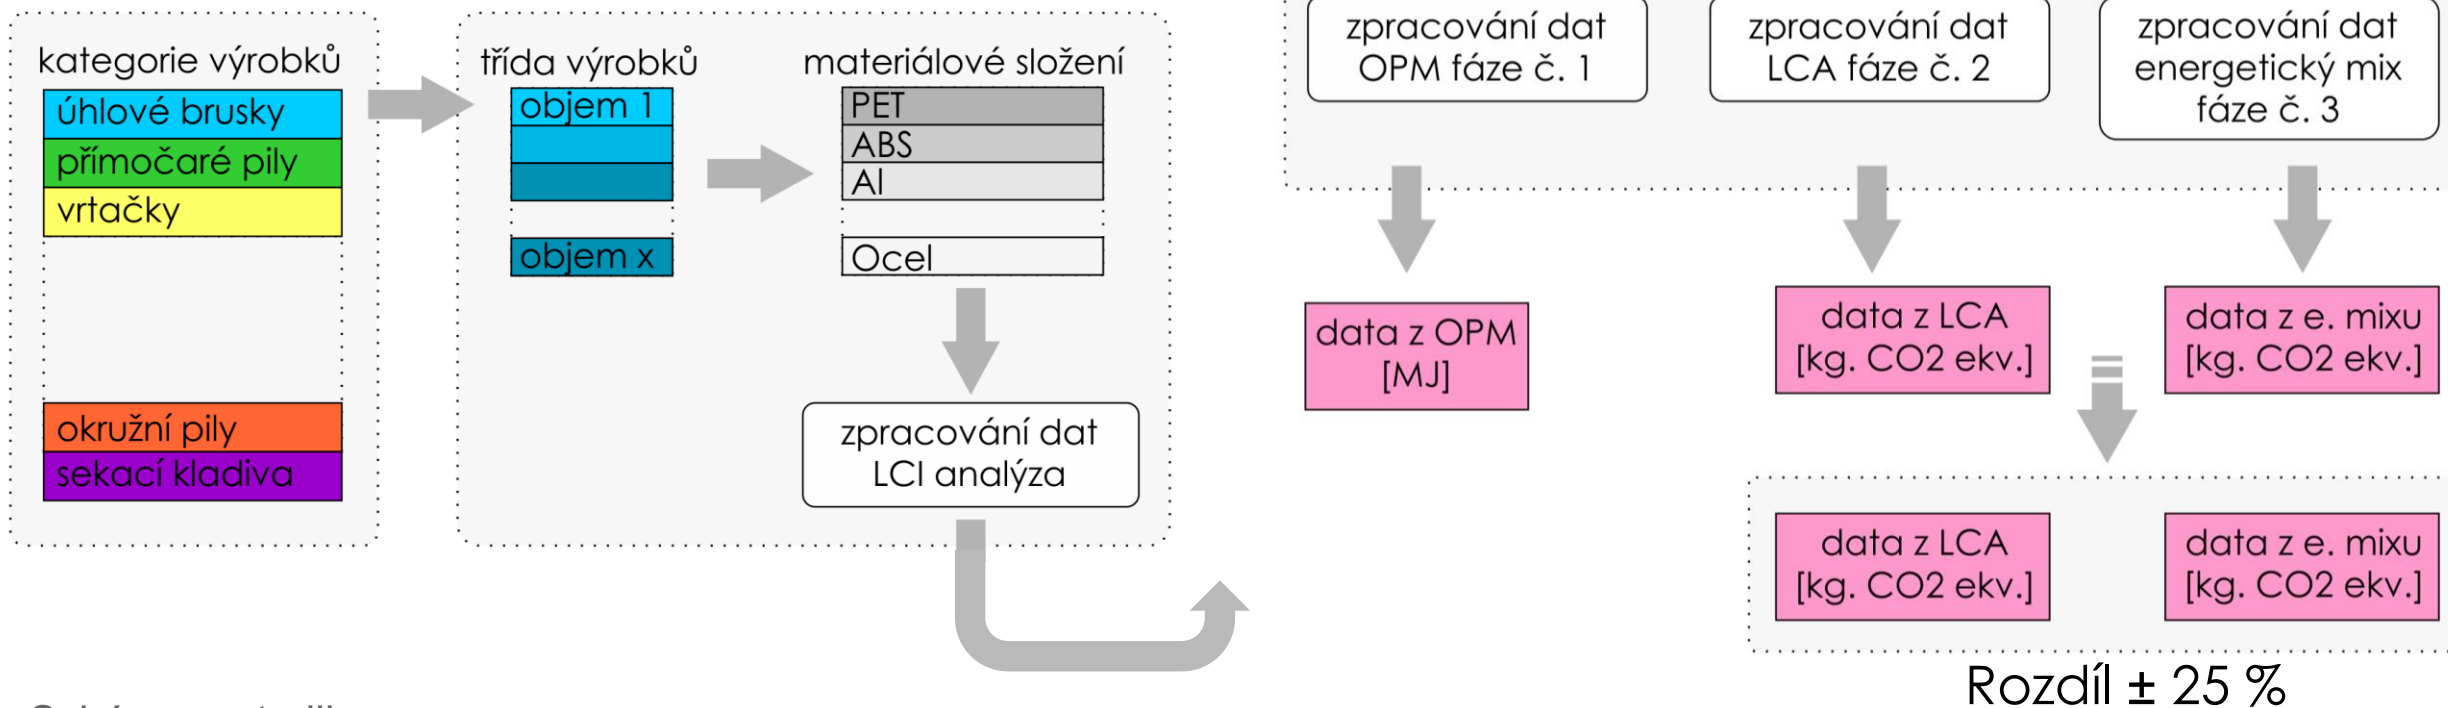 kategorie výrobků
úhlové brusky
přímočaré pily
vrtačky
okružní pily
sekací kladiva
třída výrobků
objem 1
objem x
materiálové složení
PET
ABS
Al
Ocel
zpracování dat
LCI analýza
zpracování dat
OPM fáze č. 1
zpracování dat
LCA fáze č. 2
zpracování dat
energetický mix
fáze č. 3
data z OPM
[MJ]
data z LCA
[kg. CO2 ekv.]
data z e. mixu
[kg. CO2 ekv.]
data z LCA
[kg. CO2 ekv.]
data z e. mixu
[kg. CO2 ekv.]
Rozdíl ± 25 %